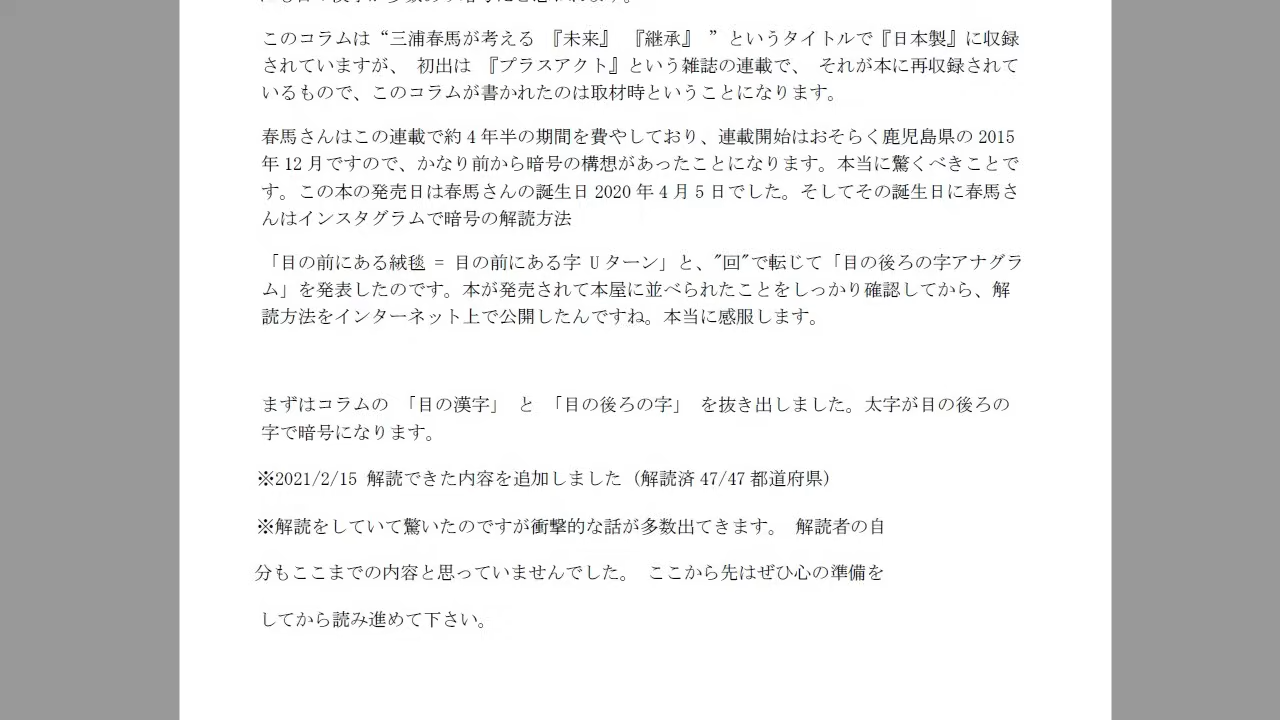 このコラムは“三浦春馬が考える 『未来』 『継承』 ”というタイトルで『日本製』に収録
されていますが、 初出は 『プラスアクト』という雑誌の連載で、 それが本に再収録されて
いるもので、このコラムが書かれたのは取材時ということになります。
春馬さんはこの連載で約4年半の期間を費やしており、連載開始はおそらく鹿児島県の 2015
年 12 月ですので、かなり前から暗号の構想があったことになります。本当に驚くべきことで
す。この本の発売日は春馬さんの誕生日 2020 年 4 月 5 日でした。そしてその誕生日に春馬さ
んはインスタグラムで暗号の解読方法
「目の前にある絨毯 = 目の前にある字 U ターン」と、"回"で転じて「目の後ろの字アナグラ
ム」を発表したのです。本が発売されて本屋に並べられたことをしっかり確認してから、解
読方法をインターネット上で公開したんですね。本当に感服します。
まずはコラムの 「目の漢字」 と 「目の後ろの字」 を抜き出しました。太字が目の後ろの
字で暗号になります。
※2021/2/15 解読できた内容を追加しました (解読済 47/47 都道府県)
※解読をしていて驚いたのですが衝撃的な話が多数出てきます。 解読者の自
分もここまでの内容と思っていませんでした。 ここから先はぜひ心の準備を
してから読み進めて下さい。